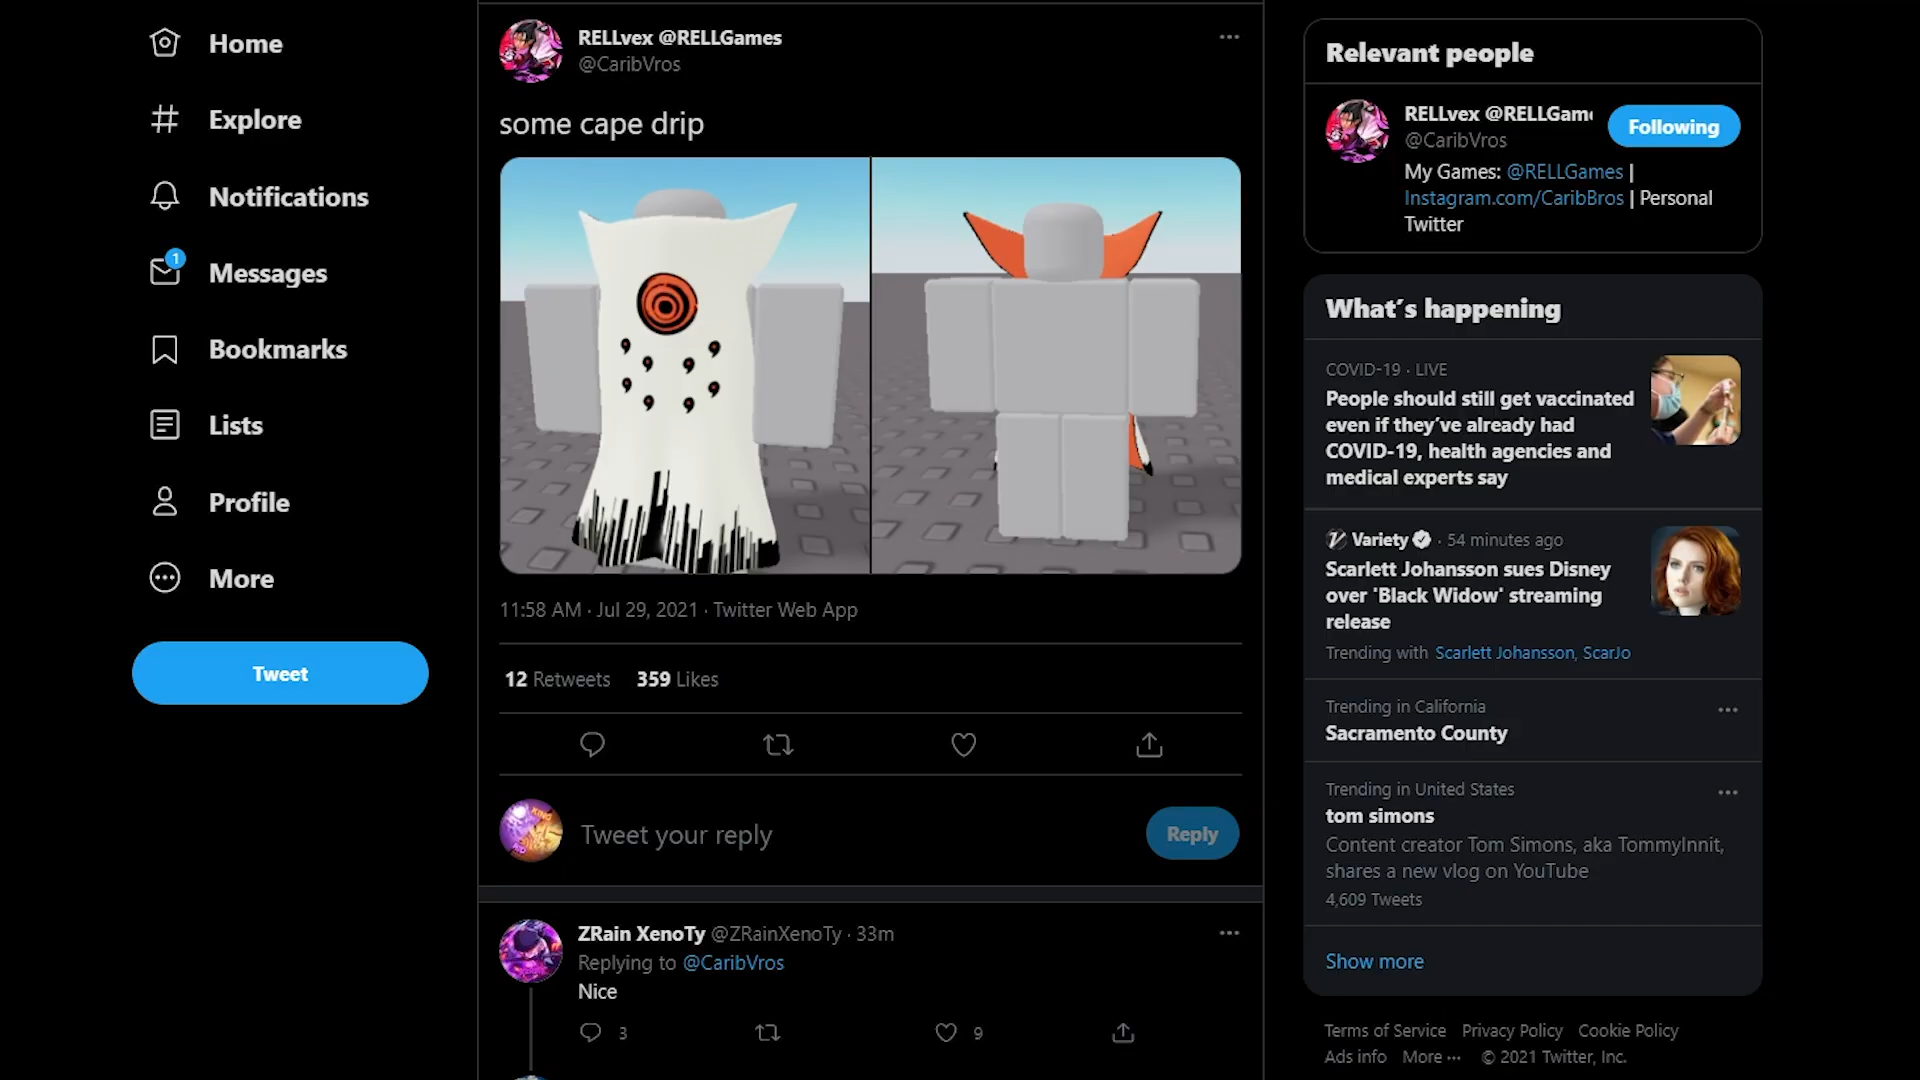 Home
Explore
Notifications
1
Messages
Bookmarks
Lists
Profile
More
Tweet
RELLvex @RELLGames
@CaribVros
some cape drip
11:58 AM · Jul 29, 2021 · Twitter Web App
12 Retweets 359 Likes
Tweet your reply
Reply
ZRain XenoTy @ZRainXenoTy · 33m
Replying to @CaribVros
Nice
3
9
Relevant people
RELLvex @RELLGam
@CaribVros
Following
My Games: @RELLGames |
Instagram.com/CaribBros | Personal
Twitter
What's happening
COVID-19 · LIVE
People should still get vaccinated
even if they've already had
COVID-19, health agencies and
medical experts say
Variety · 54 minutes ago
Scarlett Johansson sues Disney
over 'Black Widow' streaming
release
Trending with Scarlett Johansson, ScarJo
Trending in California
Sacramento County
Trending in United States
tom simons
Content creator Tom Simons, aka TommyInnit,
shares a new vlog on YouTube
4,609 Tweets
Show more
Terms of Service Privacy Policy Cookie Policy
Ads info More ··· © 2021 Twitter, Inc.